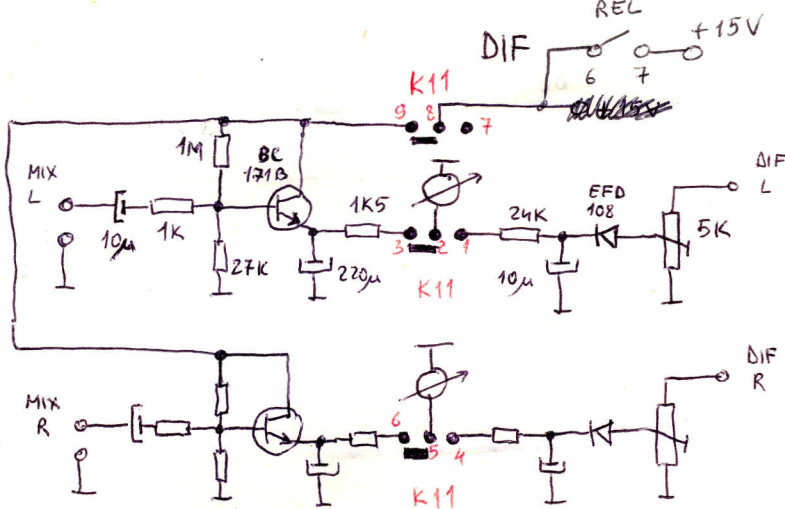 REL
DIF
+15V
6 7
K11
9 8 7
1M
BC
171B
MIX
L
10µ
1K
27K
220µ
1K5
3 2 1
K11
24K
10µ
EFD
108
5K
DIF
L
MIX
R
6 5 4
K11
DIF
R